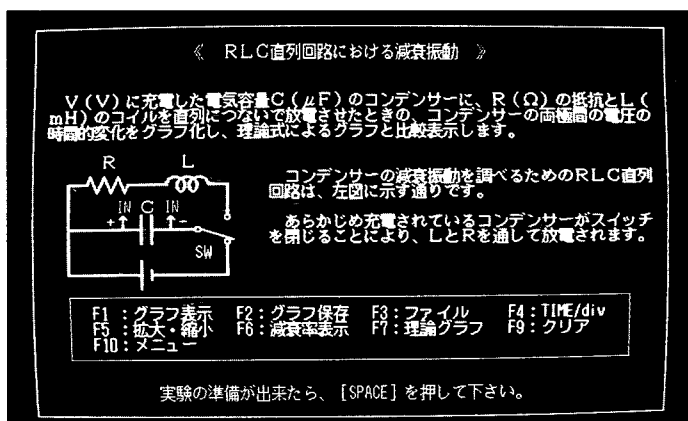 《 RLC直列回路における減衰振動 》
V(V)に充電した電気容量C(μF)のコンデンサーに、R(Ω)の抵抗とL(
mH)のコイルを直列につないで放電させたときの、コンデンサーの両極間の電圧の
時間的変化をグラフ化し、理論式によるグラフと比較表示します。
R L
IN C IN
+ -
SW
コンデンサーの減衰振動を調べるためのRLC直列
回路は、左図に示す通りです。
あらかじめ充電されているコンデンサーがスイッチ
を閉じることにより、LとRを通して放電されます。
F1 :グラフ表示 F2:グラフ保存 F3:ファイル F4:TIME/div
F5 :拡大・縮小 F6:減衰率表示 F7:理論グラフ F9:クリア
F10:メニュー
実験の準備が出来たら、[SPACE]を押して下さい。